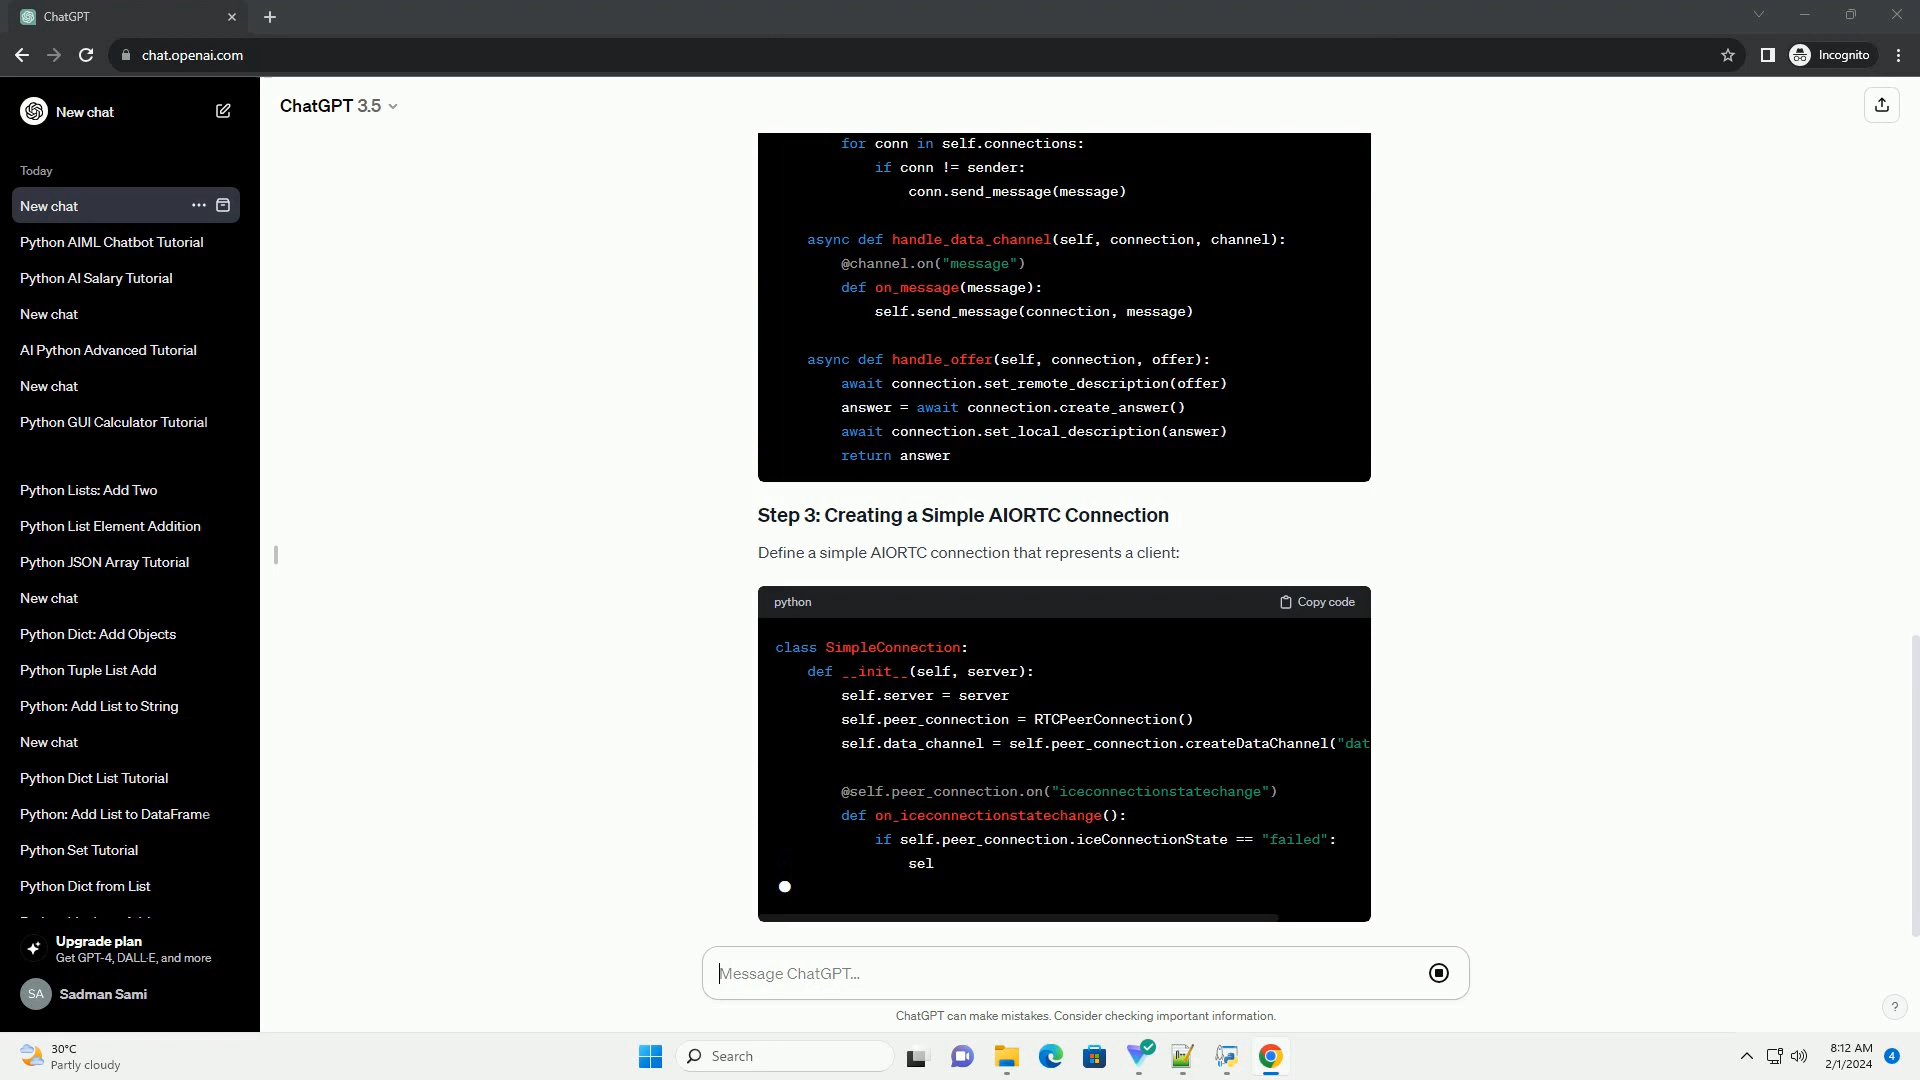 ChatGPT
chat.openai.com
Incognito
New chat
Today
New chat
Python AIML Chatbot Tutorial
Python AI Salary Tutorial
New chat
AI Python Advanced Tutorial
New chat
Python GUI Calculator Tutorial
Python Lists: Add Two
Python List Element Addition
Python JSON Array Tutorial
New chat
Python Dict: Add Objects
Python Tuple List Add
Python: Add List to String
New chat
Python Dict List Tutorial
Python: Add List to DataFrame
Python Set Tutorial
Python Dict from List
Upgrade plan
Get GPT-4, DALL·E, and more
SA
Sadman Sami
ChatGPT 3.5
for conn in self.connections:
if conn != sender:
conn.send_message(message)
async def handle_data_channel(self, connection, channel):
@channel.on("message")
def on_message(message):
self.send_message(connection, message)
async def handle_offer(self, connection, offer):
await connection.set_remote_description(offer)
answer = await connection.create_answer()
await connection.set_local_description(answer)
return answer
Step 3: Creating a Simple AIORTC Connection
Define a simple AIORTC connection that represents a client:
python
Copy code
class SimpleConnection:
def __init__(self, server):
self.server = server
self.peer_connection = RTCPeerConnection()
self.data_channel = self.peer_connection.createDataChannel("dat
@self.peer_connection.on("iceconnectionstatechange")
def on_iceconnectionstatechange():
if self.peer_connection.iceConnectionState == "failed":
sel
Message ChatGPT...
ChatGPT can make mistakes. Consider checking important information.
?
30°C
Partly cloudy
Search
8:12 AM
2/1/2024
4